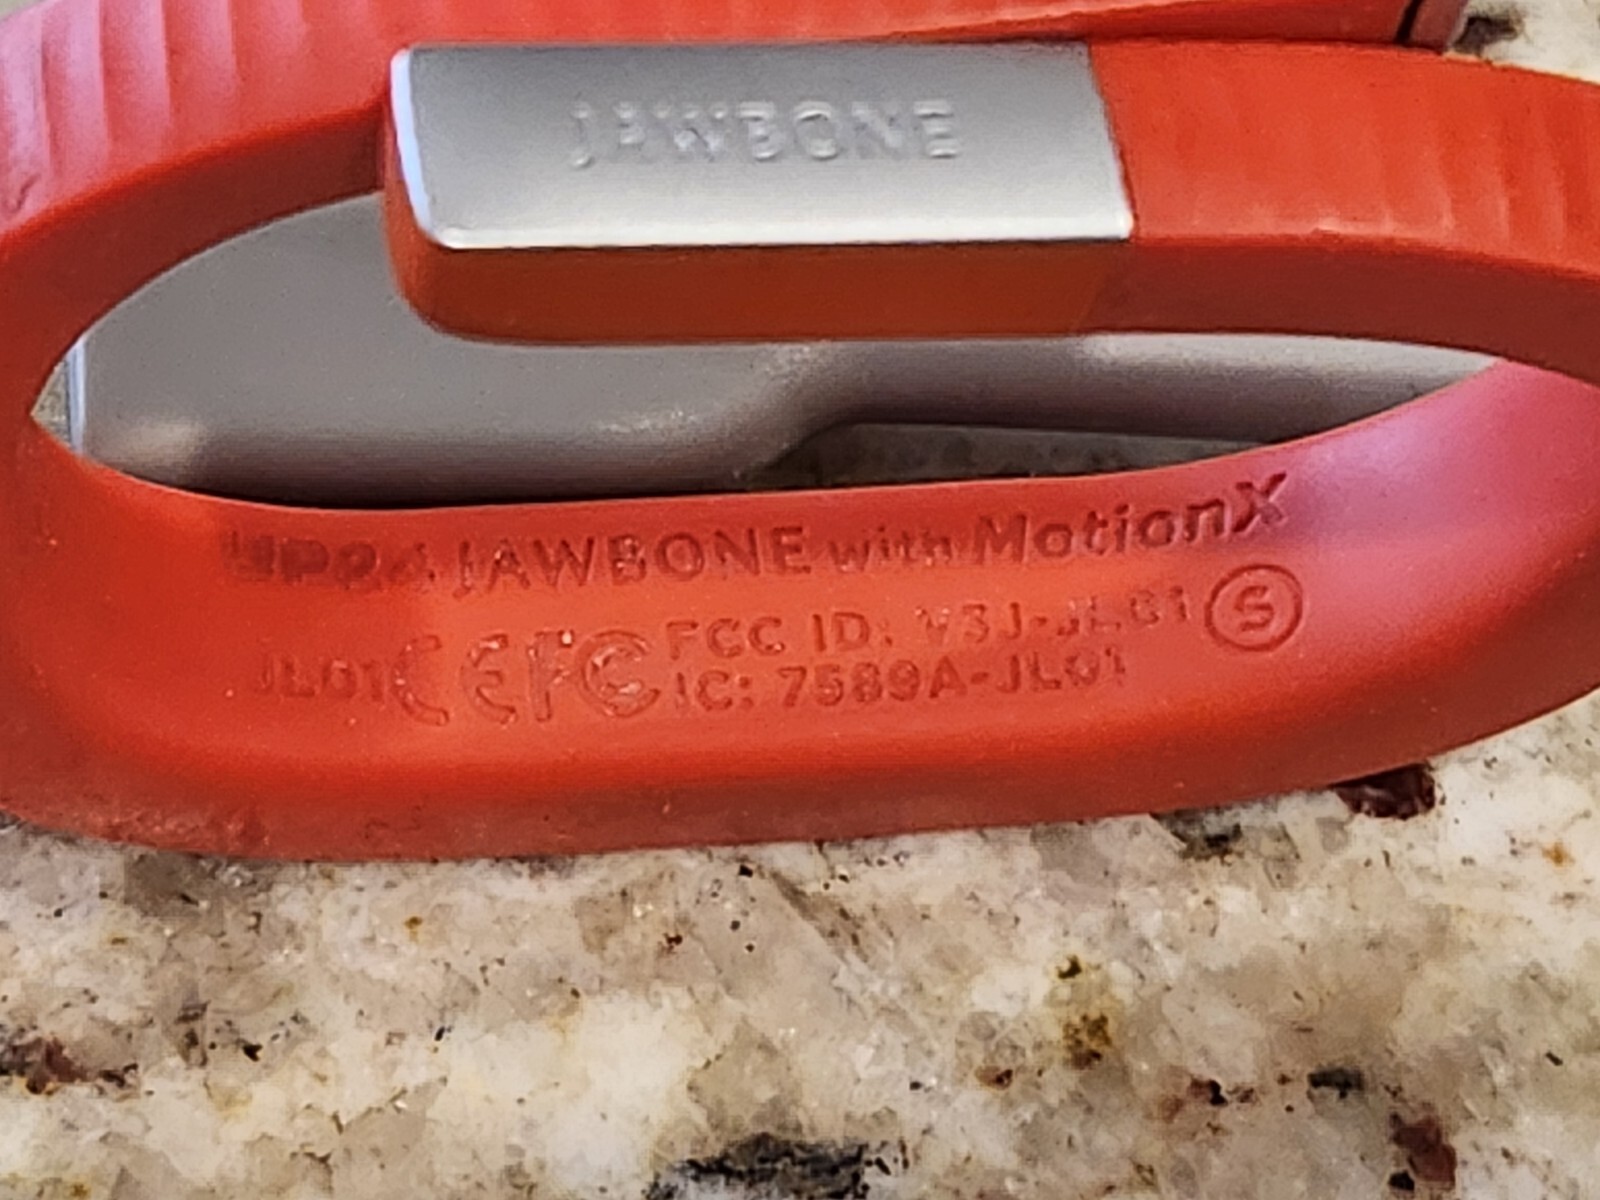 JAWBONE
UP24 JAWBONE with MotionX
JL01 CE FC FCC ID: V3J-JL01 S
IC: 7589A-JL01